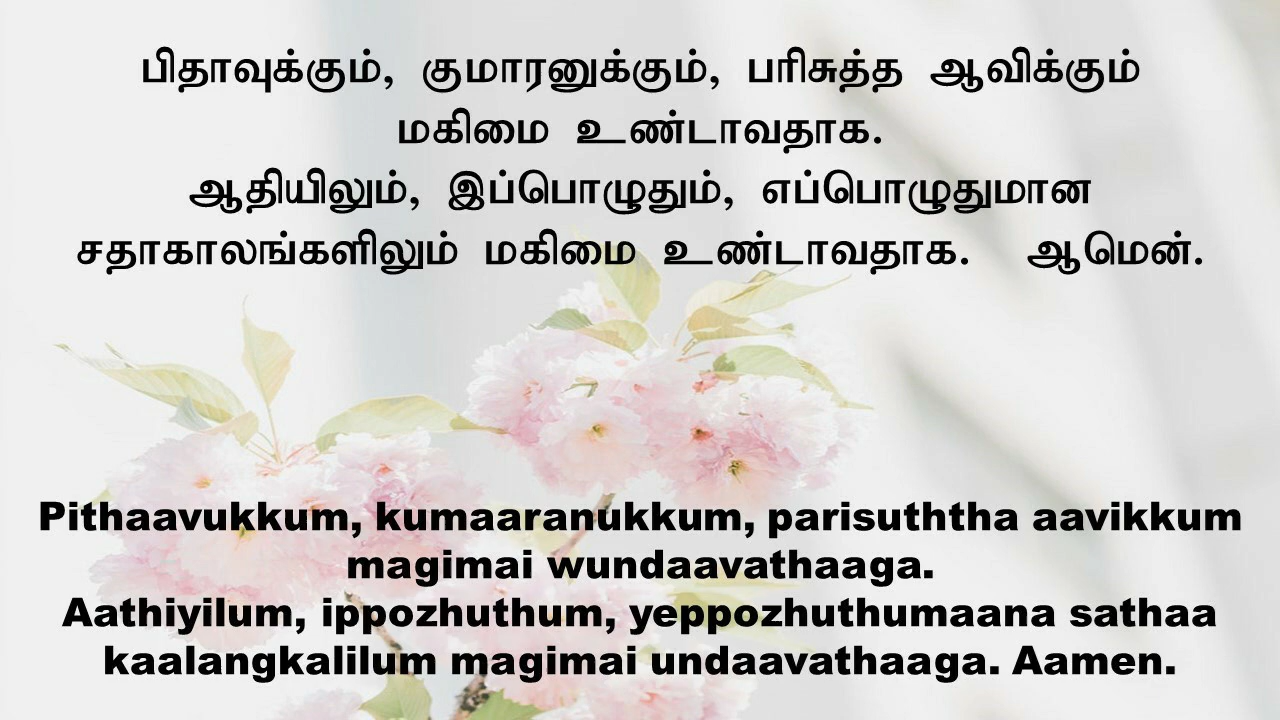 பிதாவுக்கும், குமாரனுக்கும், பரிசுத்த ஆவிக்கும்
மகிமை உண்டாவதாக.
ஆதியிலும், இப்பொழுதும், எப்பொழுதுமான
சதாகாலங்களிலும் மகிமை உண்டாவதாக. ஆமென்.
Pithaavukkum, kumaaranukkum, parisuththa aavikkum
magimai wundaavathaaga.
Aathiyilum, ippozhuthum, yeppozhuthumaana sathaa
kaalangkalilum magimai undaavathaaga. Aamen.